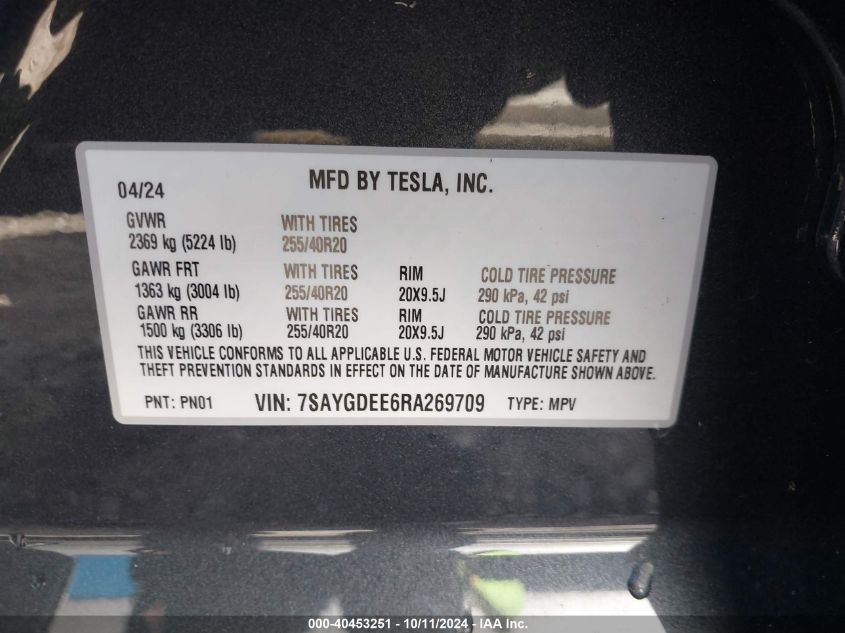 04/24 MFD BY TESLA, INC.
GVWR WITH TIRES
2369 kg (5224 lb) 255/40R20
GAWR FRT WITH TIRES RIM COLD TIRE PRESSURE
1363 kg (3004 lb) 255/40R20 20X9.5J 290 kPa, 42 psi
GAWR RR WITH TIRES RIM COLD TIRE PRESSURE
1500 kg (3306 lb) 255/40R20 20X9.5J 290 kPa, 42 psi
THIS VEHICLE CONFORMS TO ALL APPLICABLE U.S. FEDERAL MOTOR VEHICLE SAFETY AND
THEFT PREVENTION STANDARDS IN EFFECT ON THE DATE OF MANUFACTURE SHOWN ABOVE.
PNT: PN01 VIN: 7SAYGDEE6RA269709 TYPE: MPV
000-40453251 - 10/11/2024 - IAA Inc.